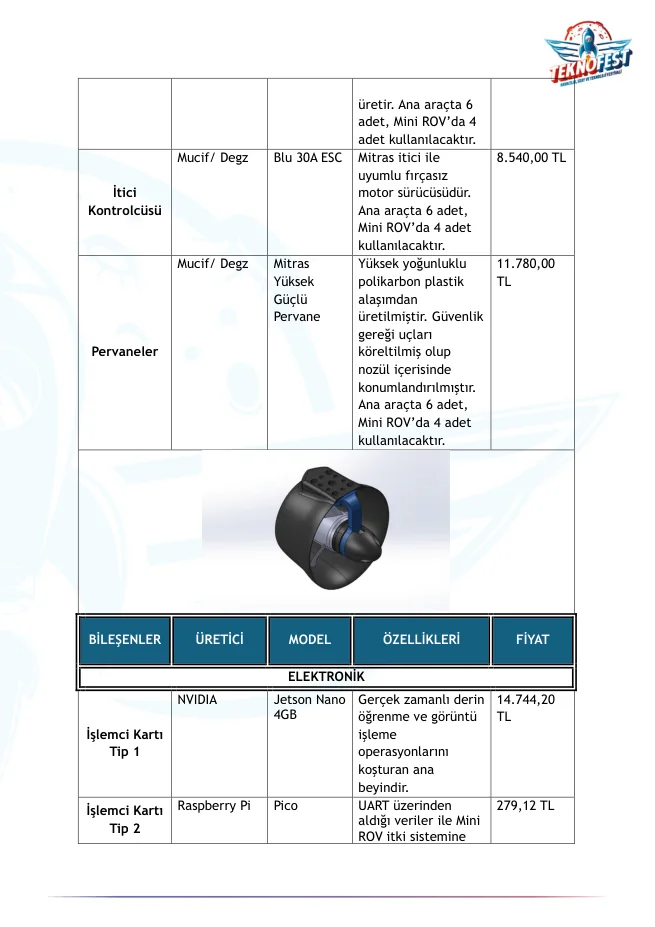 TEKNOFEST
HAVACILIK, UZAY VE TEKNOLOJİ FESTİVALİ
üretir. Ana araçta 6
adet, Mini ROV’da 4
adet kullanılacaktır.
İtici
Kontrolcüsü
Mucif/ Degz
Blu 30A ESC
Mitras itici ile
uyumlu fırçasız
motor sürücüsüdür.
Ana araçta 6 adet,
Mini ROV’da 4 adet
kullanılacaktır.
8.540,00 TL
Pervaneler
Mucif/ Degz
Mitras
Yüksek
Güçlü
Pervane
Yüksek yoğunluklu
polikarbon plastik
alaşımdan
üretilmiştir. Güvenlik
gereği uçları
köreltilmiş olup
nozül içerisinde
konumlandırılmıştır.
Ana araçta 6 adet,
Mini ROV’da 4 adet
kullanılacaktır.
11.780,00
TL
BİLEŞENLER
ÜRETİCİ
MODEL
ÖZELLİKLERİ
FİYAT
ELEKTRONİK
İşlemci Kartı
Tip 1
NVIDIA
Jetson Nano
4GB
Gerçek zamanlı derin
öğrenme ve görüntü
işleme
operasyonlarını
koşturan ana
beyindir.
14.744,20
TL
İşlemci Kartı
Tip 2
Raspberry Pi
Pico
UART üzerinden
aldığı veriler ile Mini
ROV itki sistemine
279,12 TL